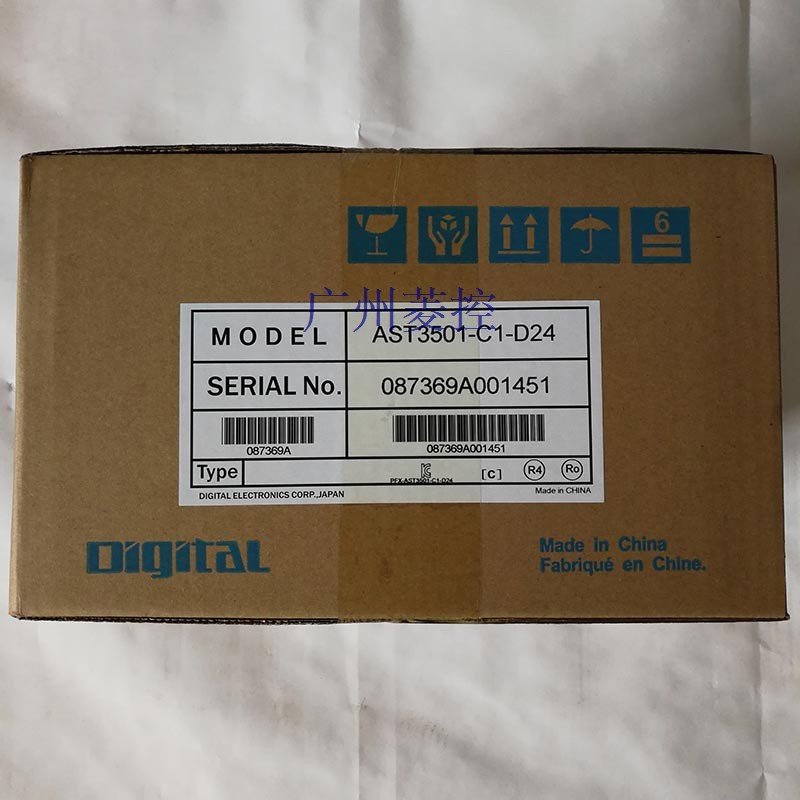 6
广州菱控
MODEL
AST3501-C1-D24
SERIAL No.
087369A001451
087369A
087369A001451
Type
PFX-AST3501-C1-D24
[C]
R4
Ro
DIGITAL ELECTRONICS CORP.,JAPAN
Made in CHINA
Digital
Made in China
Fabriqué en Chine.